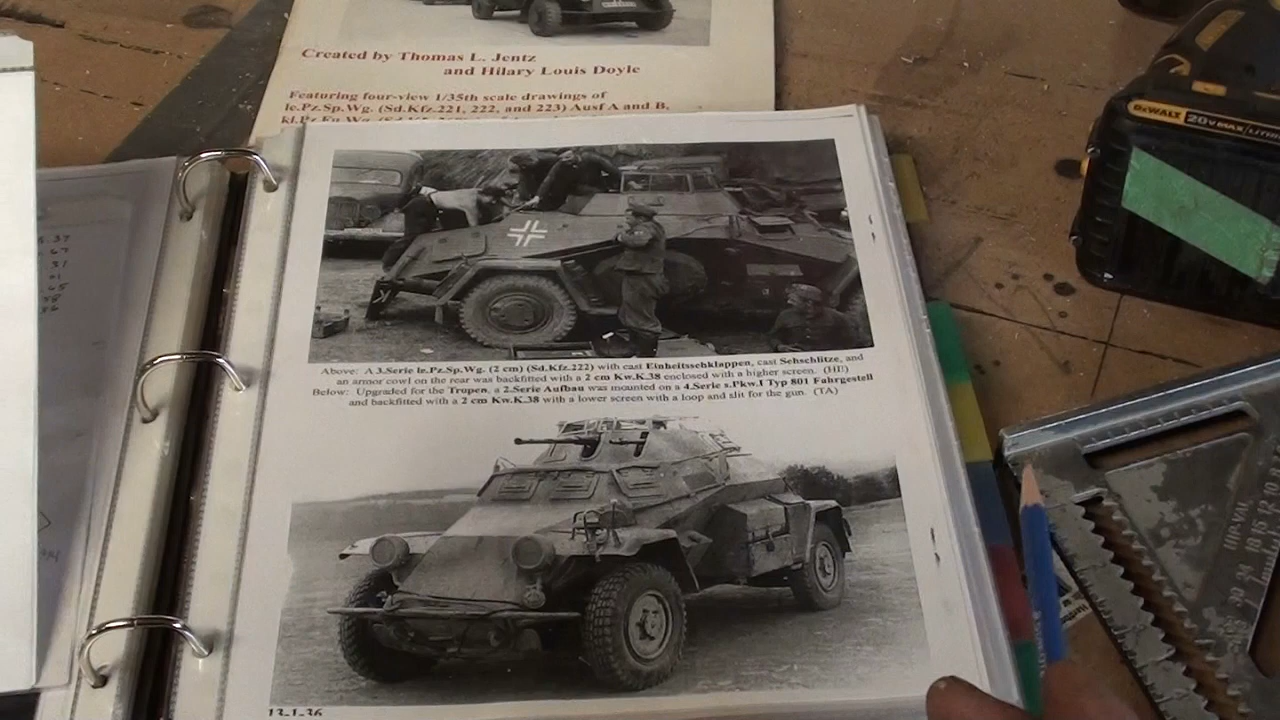 Created by Thomas L. Jentz
and Hilary Louis Doyle
Featuring four-view 1/35th scale drawings of
le.Pz.Sp.Wg. (Sd.Kfz.221, 222, and 223) Ausf A and B,
DEWALT 20V MAX
Above: A 3.Serie le.Pz.Sp.Wg. (2 cm) (Sd.Kfz.222) with cast Einheitsschklappen, cast Sehschlitze, and
an armor cowl on the rear was backfitted with a 2 cm Kw.K.38 enclosed with a higher screen. (HI!)
Below: Upgraded for the Trupen, a 2.Serie Aufbau was mounted on a 4.Serie s.Pkw.I Typ 801 Fahrgestell
and backfitted with a 2 cm Kw.K.38 with a lower screen with a loop and slit for the gun. (TA)
13-1-36